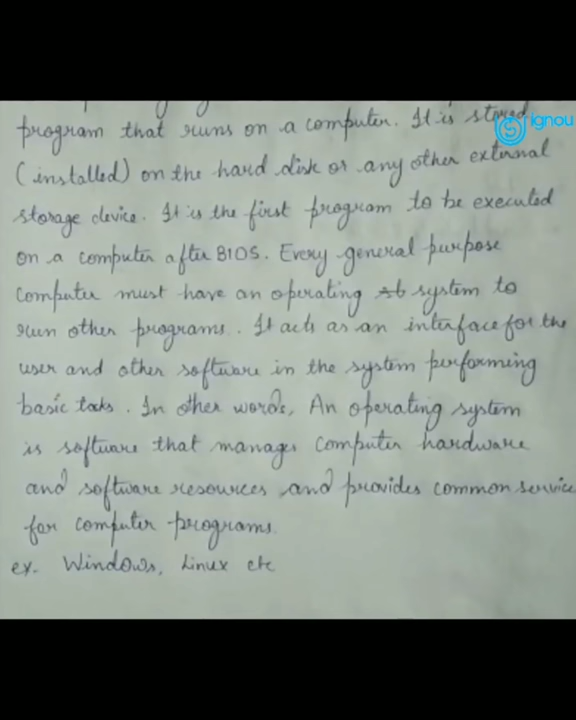 program that runs on a computer. It is stored
ignou
(installed) on the hard disk or any other external
storage device. It is the first program to be executed
on a computer after BIOS. Every general purpose
computer must have an operating system to
run other programs. It acts as an interface for the
user and other software in the system performing
basic tasks. In other words, An operating system
is software that manages computer hardware
and software resources and provides common service
for computer programs.
ex. Windows, Linux etc